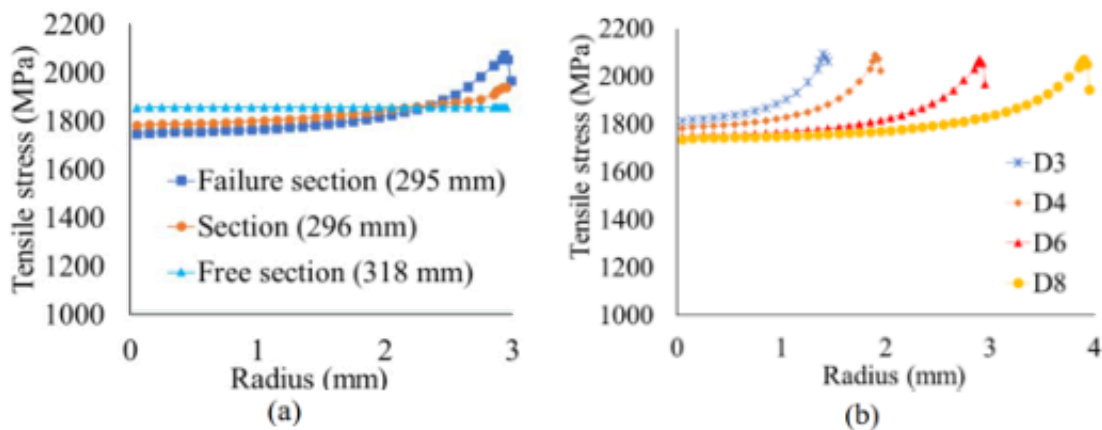 Tensile stress (MPa)
2200
2000
1800
1600
1400
1200
1000
Failure section (295 mm)
Section (296 mm)
Free section (318 mm)
0
1
2
3
Radius (mm)
(a)
Tensile stress (MPa)
2200
2000
1800
1600
1400
1200
1000
D3
D4
D6
D8
0
1
2
3
4
Radius (mm)
(b)